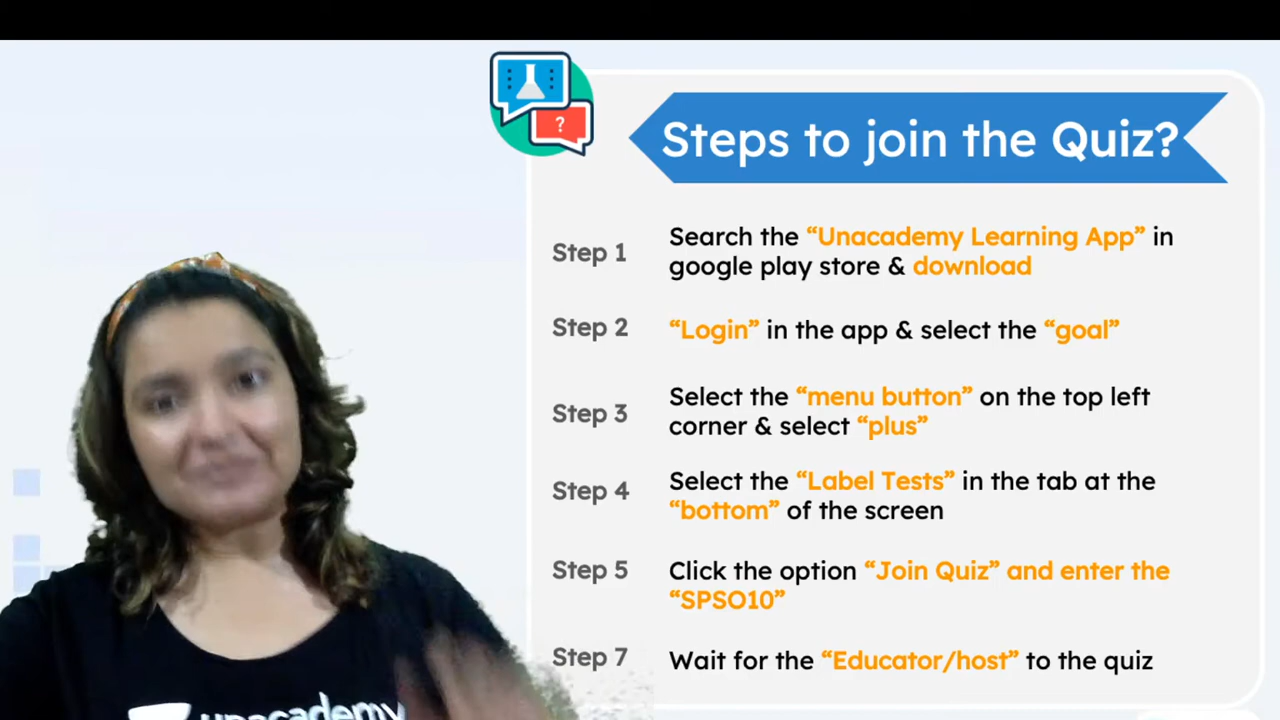 ?
Steps to join the Quiz?
Step 1
Search the “Unacademy Learning App” in
google play store & download
Step 2
“Login” in the app & select the “goal”
Step 3
Select the “menu button” on the top left
corner & select “plus”
Step 4
Select the “Label Tests” in the tab at the
“bottom” of the screen
Step 5
Click the option “Join Quiz” and enter the
“SPSO10”
Step 7
Wait for the “Educator/host” to the quiz
unacademy